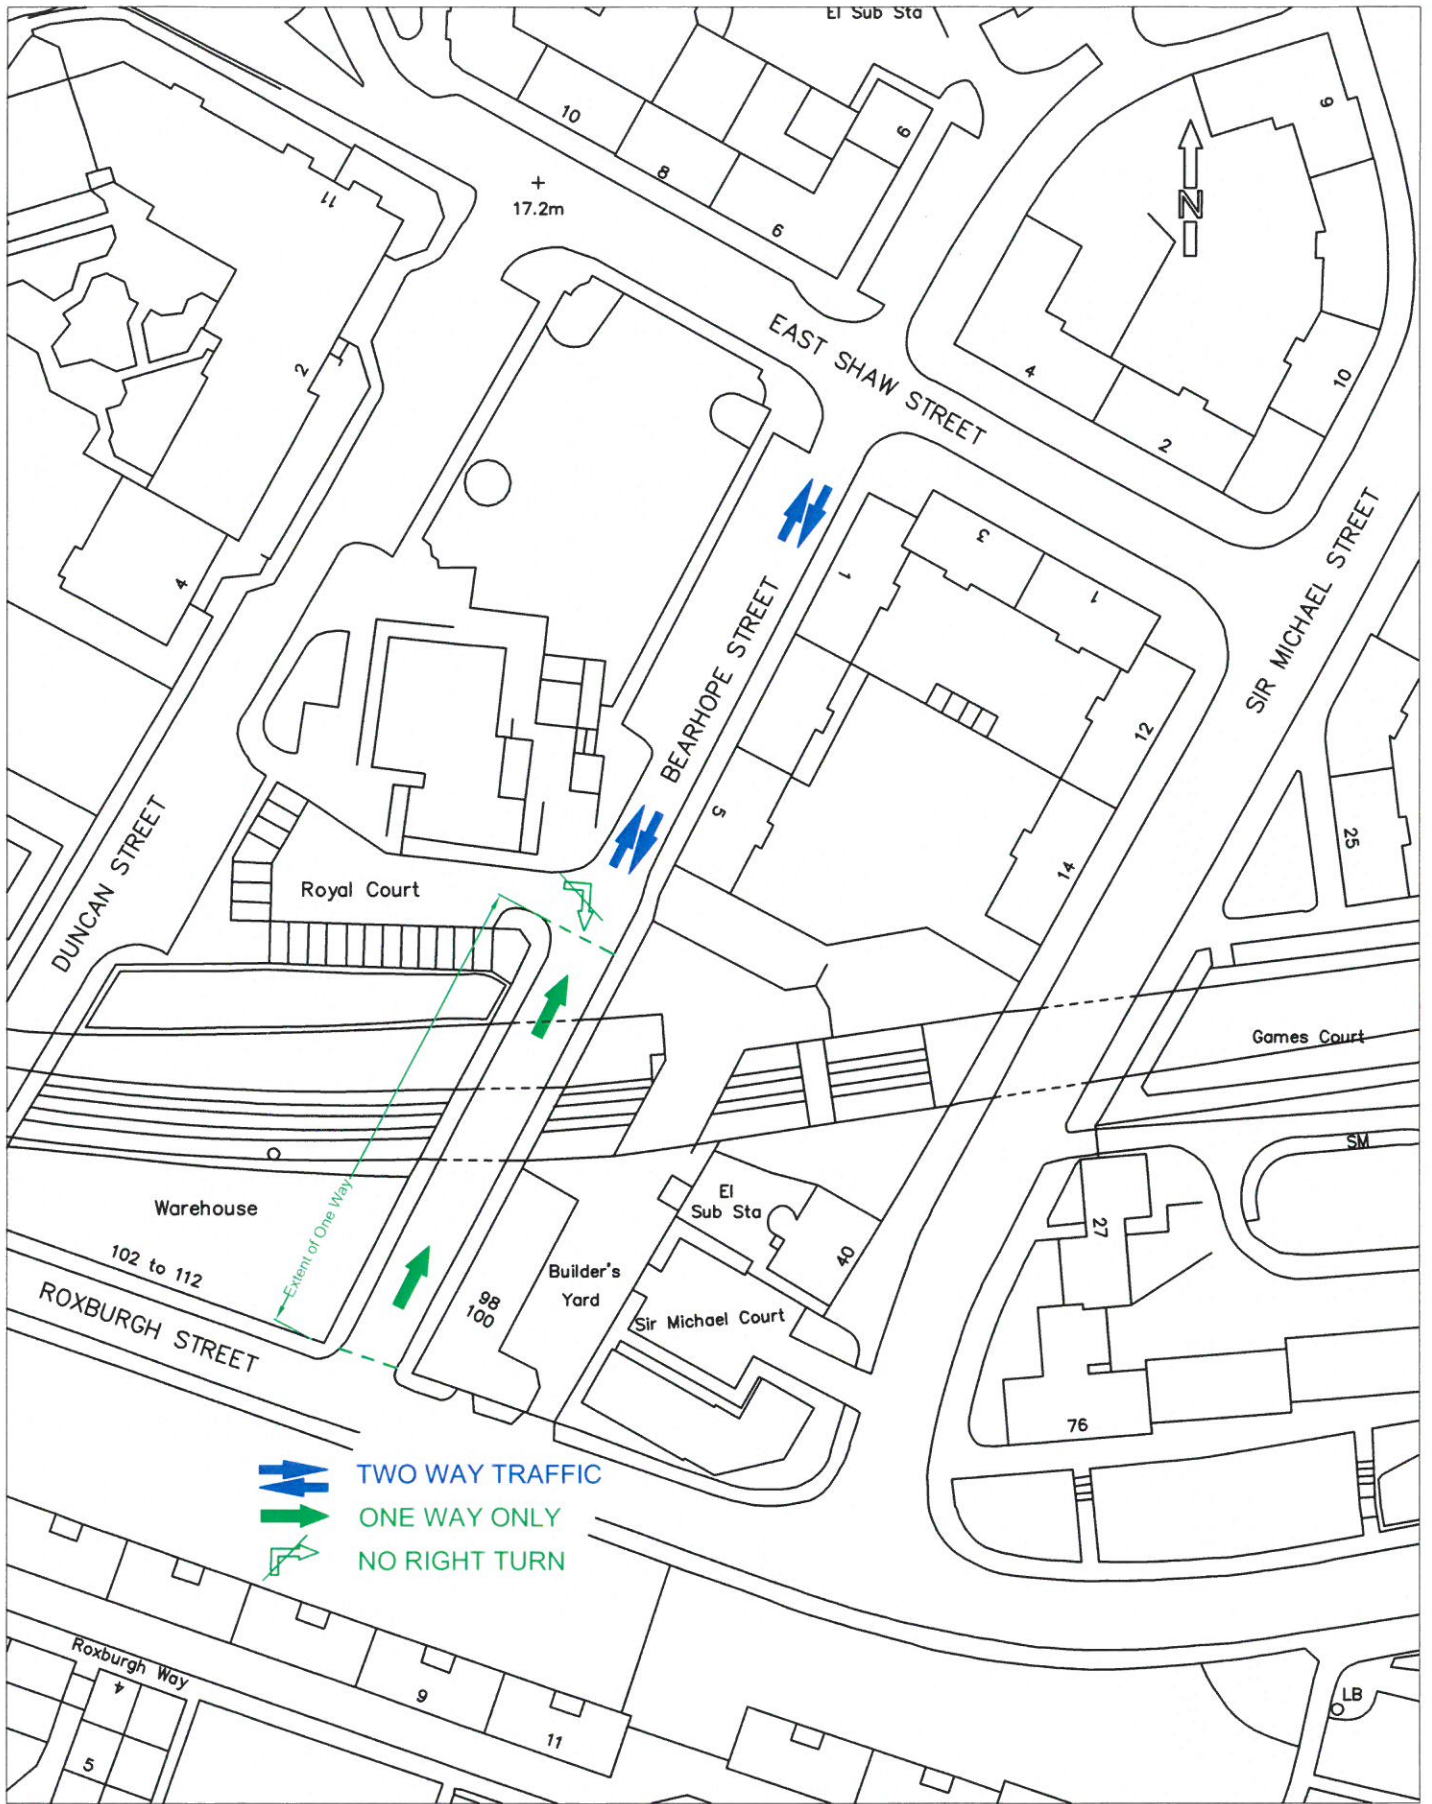 El Sub Sta
10
8
6
9
9
11
17.2m
N
EAST SHAW STREET
2
4
4
2
10
3
1
1
BEARHOPE STREET
SIR MICHAEL STREET
12
5
14
25
DUNCAN STREET
Royal Court
Games Court
SM
Extent of One Way
Warehouse
102 to 112
ROXBURGH STREET
El
Sub Sta
40
27
Builder's
Yard
98
100
Sir Michael Court
76
TWO WAY TRAFFIC
ONE WAY ONLY
NO RIGHT TURN
Roxburgh Way
4
5
9
11
LB